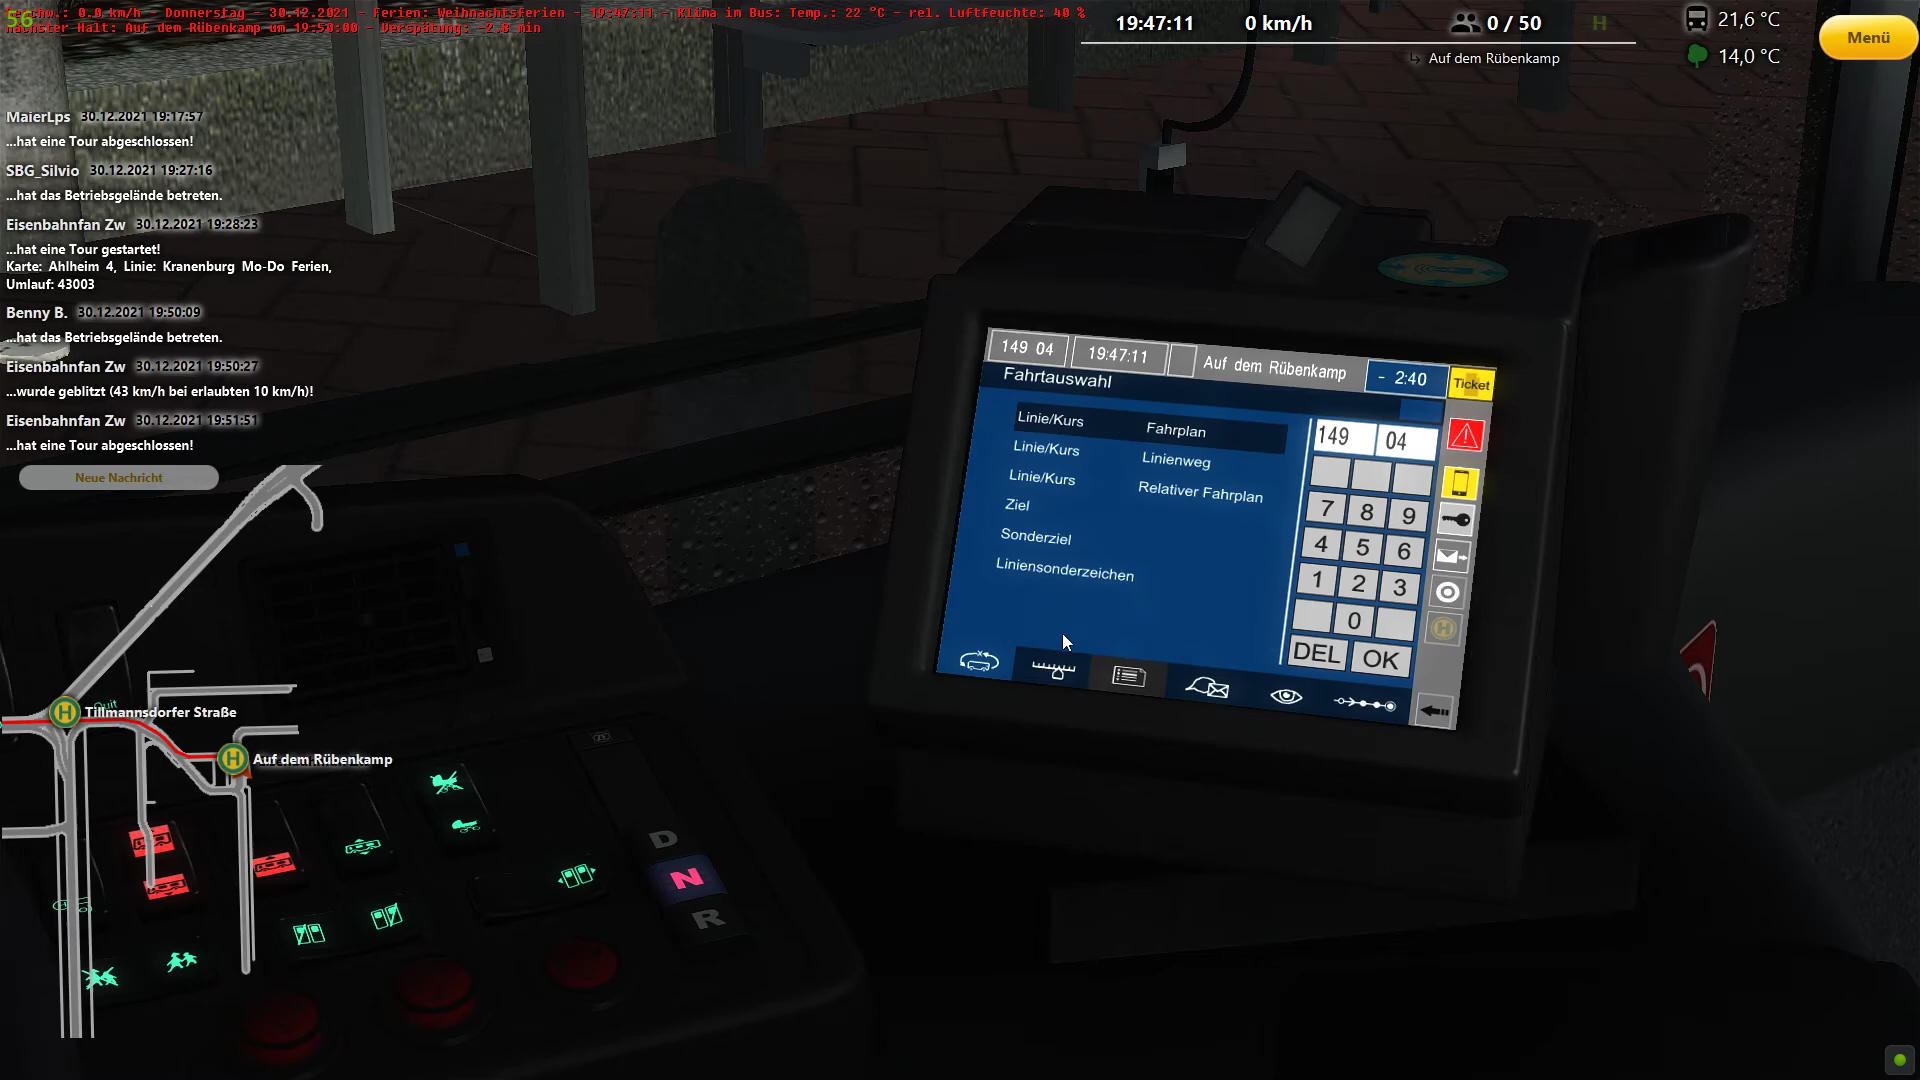 0.0 km/h - Donnerstag - 30.12.2021 - Ferien: Weihnachtsferien - 19:47:11 - Klima im Bus: Temp.: 22 °C - rel. Luftfeuchte: 40 %
nächster Halt: Auf dem Rübenkamp um 19:50:00 - Verspätung: -2.8 min
19:47:11 0 km/h 0 / 50 H
Auf dem Rübenkamp
21,6 °C
14,0 °C
Menü
MaierLps 30.12.2021 19:17:57
...hat eine Tour abgeschlossen!
SBG_Silvio 30.12.2021 19:27:16
...hat das Betriebsgelände betreten.
Eisenbahnfan Zw 30.12.2021 19:28:23
...hat eine Tour gestartet!
Karte: Ahlheim 4, Linie: Kranenburg Mo-Do Ferien,
Umlauf: 43003
Benny B. 30.12.2021 19:50:09
...hat das Betriebsgelände betreten.
Eisenbahnfan Zw 30.12.2021 19:50:27
...wurde geblitzt (43 km/h bei erlaubten 10 km/h)!
Eisenbahnfan Zw 30.12.2021 19:51:51
...hat eine Tour abgeschlossen!
Neue Nachricht
149 04 19:47:11 Auf dem Rübenkamp - 2:40 Ticket
Fahrtauswahl
Linie/Kurs Fahrplan
Linie/Kurs Linienweg
Linie/Kurs Relativer Fahrplan
Ziel
Sonderziel
Liniensonderzeichen
149 04
7 8 9
4 5 6
1 2 3
0
DEL OK
H
Quit
H Tillmannsdorfer Straße
H Auf dem Rübenkamp
D
N
R